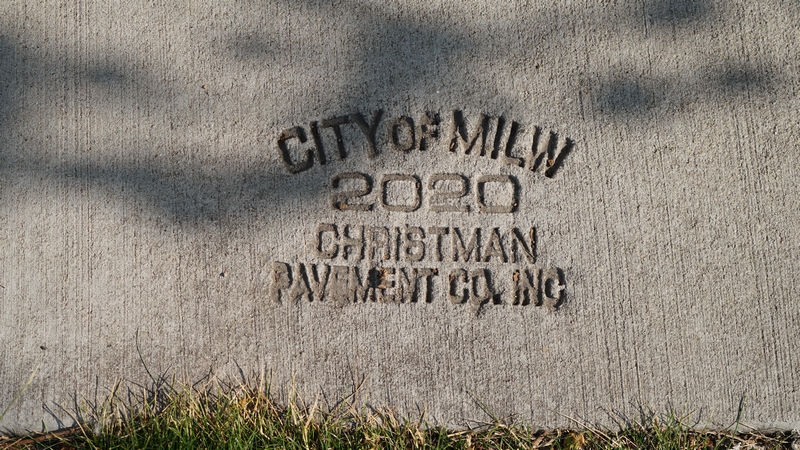 CITY OF MILW
2020
CHRISTMAN
PAVEMENT CO. INC